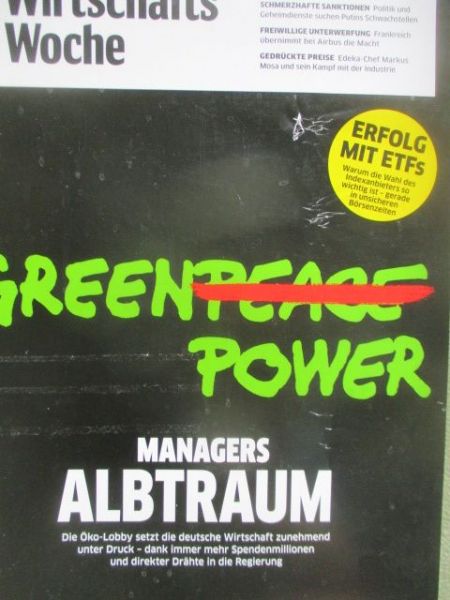 Wirtschafts
Woche
SCHMERZHAFTE SANKTIONEN Politik und
Geheimdienste suchen Putins Schwachstellen
FREIWILLIGE UNTERWERFUNG Frankreich
übernimmt bei Airbus die Macht
GEDRÜCKTE PREISE Edeka-Chef Markus
Mosa und sein Kampf mit der Industrie
ERFOLG
MIT ETFs
Warum die Wahl des
Indexanbieters so
wichtig ist – gerade
in unsicheren
Börsenzeiten
GREENPEACE
POWER
MANAGERS
ALBTRAUM
Die Öko-Lobby setzt die deutsche Wirtschaft zunehmend
unter Druck – dank immer mehr Spendenmillionen
und direkter Drähte in die Regierung